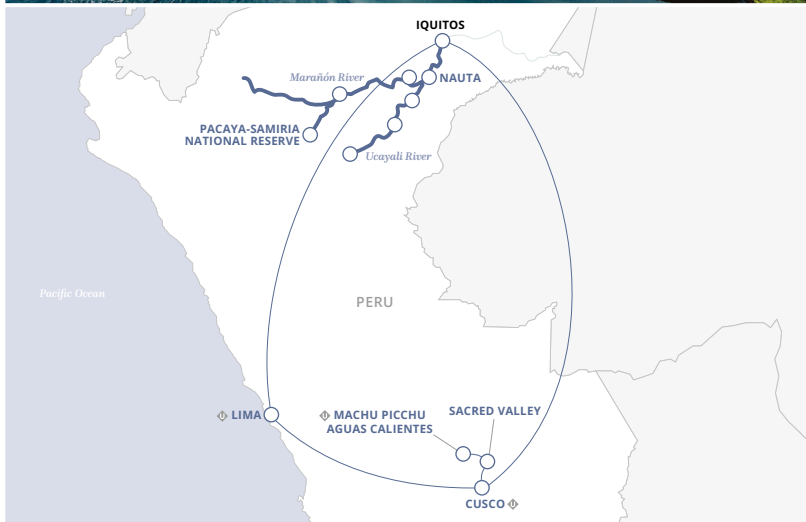 IQUITOS
Marañón River
NAUTA
PACAYA-SAMIRIA
NATIONAL RESERVE
Ucayali River
Pacific Ocean
PERU
LIMA
MACHU PICCHU
AGUAS CALIENTES
SACRED VALLEY
CUSCO